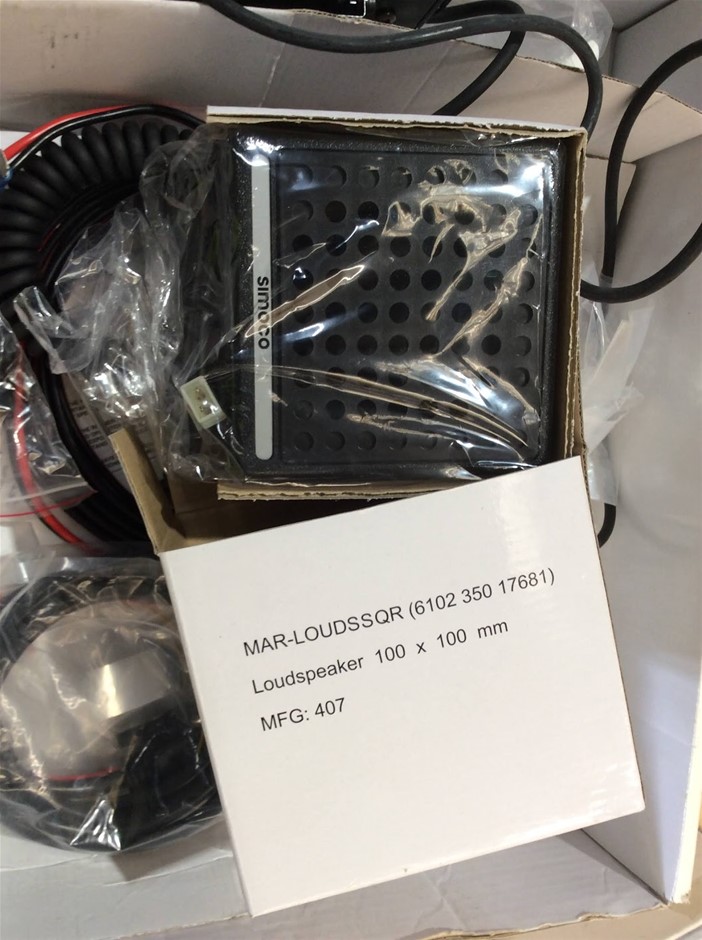 simoco
MAR-LOUDSSQR (6102 350 17681)
Loudspeaker 100 x 100 mm
MFG: 407